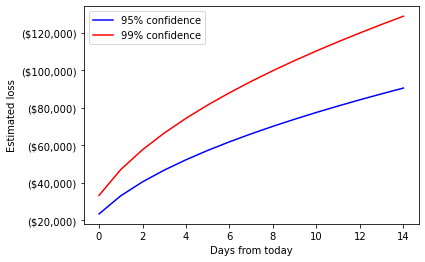 95% confidence
99% confidence
($120,000)
($100,000)
($80,000)
($60,000)
($40,000)
($20,000)
Estimated loss
0 2 4 6 8 10 12 14
Days from today